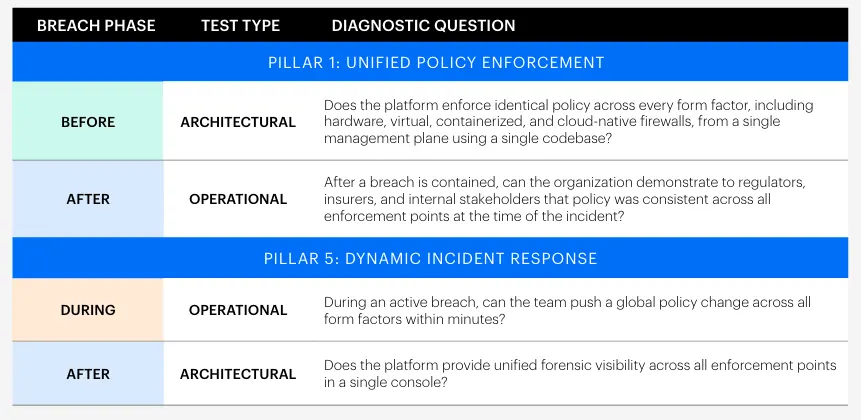 BREACH PHASE TEST TYPE DIAGNOSTIC QUESTION
PILLAR 1: UNIFIED POLICY ENFORCEMENT
BEFORE
ARCHITECTURAL
Does the platform enforce identical policy across every form factor, including
hardware, virtual, containerized, and cloud-native firewalls, from a single
management plane using a single codebase?
AFTER
OPERATIONAL
After a breach is contained, can the organization demonstrate to regulators,
insurers, and internal stakeholders that policy was consistent across all
enforcement points at the time of the incident?
PILLAR 5: DYNAMIC INCIDENT RESPONSE
DURING
OPERATIONAL
During an active breach, can the team push a global policy change across all
form factors within minutes?
AFTER
ARCHITECTURAL
Does the platform provide unified forensic visibility across all enforcement points
in a single console?